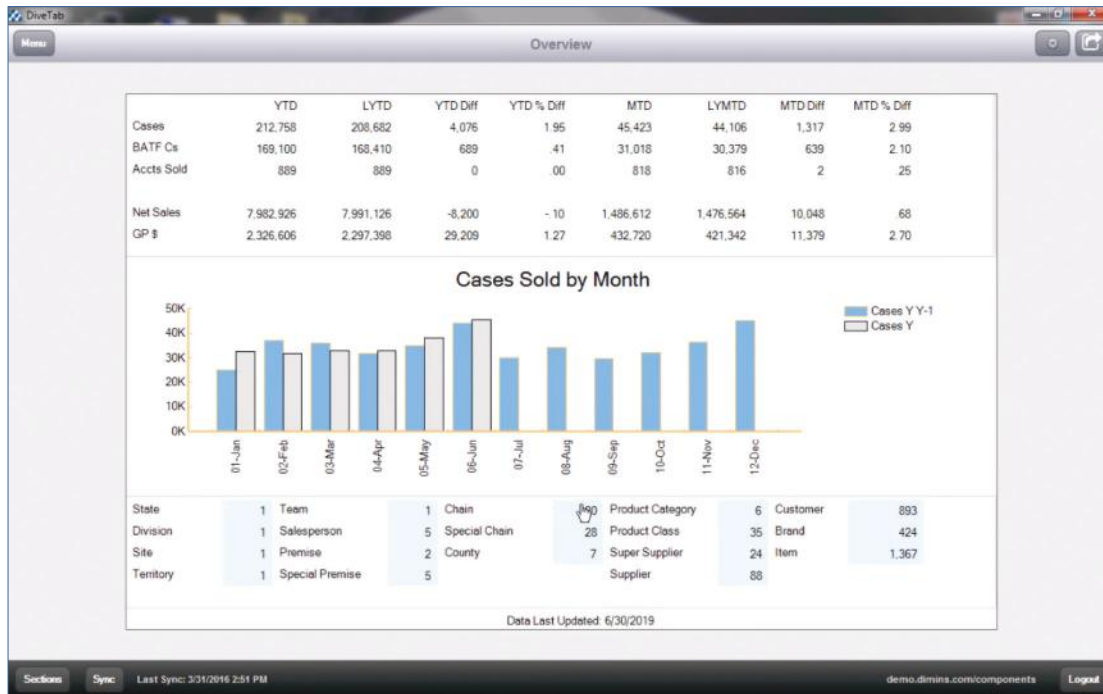 DiveTab
Menu
Overview
YTD LYTD YTD Diff YTD % Diff MTD LYMTD MTD Diff MTD % Diff
Cases 212,758 208,682 4,076 1.95 45,423 44,106 1,317 2.99
BATF Cs 169,100 168,410 689 .41 31,018 30,379 639 2.10
Accts Sold 889 889 0 .00 818 816 2 .25
Net Sales 7,982,926 7,991,126 -8,200 -.10 1,486,612 1,476,564 10,048 .68
GP $ 2,326,606 2,297,398 29,209 1.27 432,720 421,342 11,379 2.70
Cases Sold by Month
Cases Y Y-1
Cases Y
50K
40K
30K
20K
10K
0K
01-Jan 02-Feb 03-Mar 04-Apr 05-May 06-Jun 07-Jul 08-Aug 09-Sep 10-Oct 11-Nov 12-Dec
State 1 Team 1 Chain Product Category 6 Customer 893
Division 1 Salesperson 5 Special Chain 28 Product Class 35 Brand 424
Site 1 Premise 2 County 7 Super Supplier 24 Item 1,367
Territory 1 Special Premise 5 Supplier 88
Data Last Updated: 6/30/2019
Sections Sync Last Sync: 3/31/2016 2:51 PM demo.dimins.com/components Logout